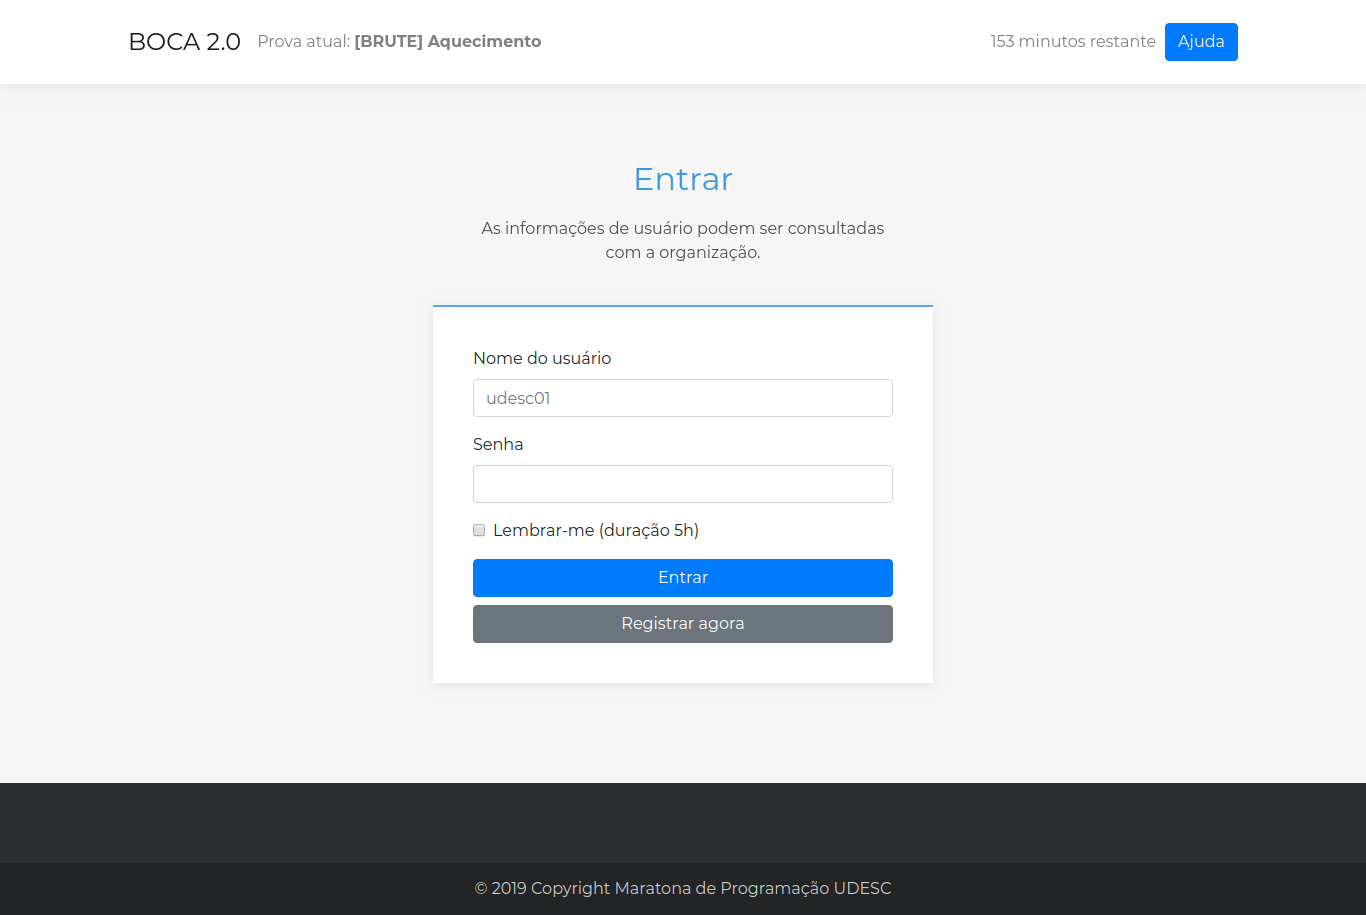 BOCA 2.0 Prova atual: [BRUTE] Aquecimento 153 minutos restante Ajuda
Entrar
As informações de usuário podem ser consultadas
com a organização.
Nome do usuário
udesc01
Senha
Lembrar-me (duração 5h)
Entrar
Registrar agora
© 2019 Copyright Maratona de Programação UDESC